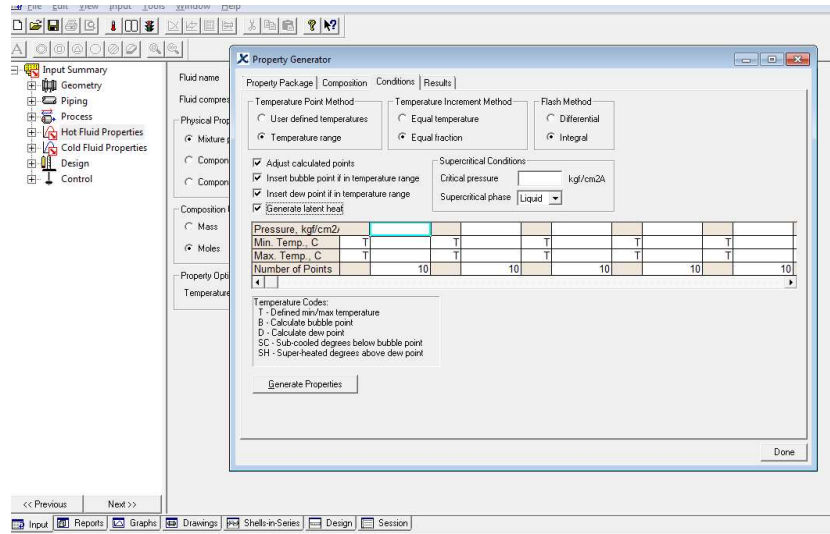 File Edit View Input Tools Window Help
Input Summary
Geometry
Piping
Process
Hot Fluid Properties
Cold Fluid Properties
Design
Control
<< Previous
Next >>
Fluid name
Fluid compres
Physical Prop
Mixture p
Compon
Compon
Composition
Mass
Moles
Property Opti
Temperature
Property Generator
Property Package
Composition
Conditions
Results
Temperature Point Method
User defined temperatures
Temperature range
Temperature Increment Method
Equal temperature
Equal fraction
Flash Method
Differential
Integral
Adjust calculated points
Insert bubble point if in temperature range
Insert dew point if in temperature range
Generate latent heat
Supercritical Conditions
Critical pressure kgf/cm2A
Supercritical phase Liquid
Pressure, kgf/cm2
Min. Temp., C T T T T T
Max. Temp., C T T T T T
Number of Points 10 10 10 10 10
Temperature Codes:
T - Defined min/max temperature
B - Calculate bubble point
D - Calculate dew point
SC - Sub-cooled degrees below bubble point
SH - Super-heated degrees above dew point
Generate Properties
Done
Input Reports Graphs Drawings Shells-in-Series Design Session